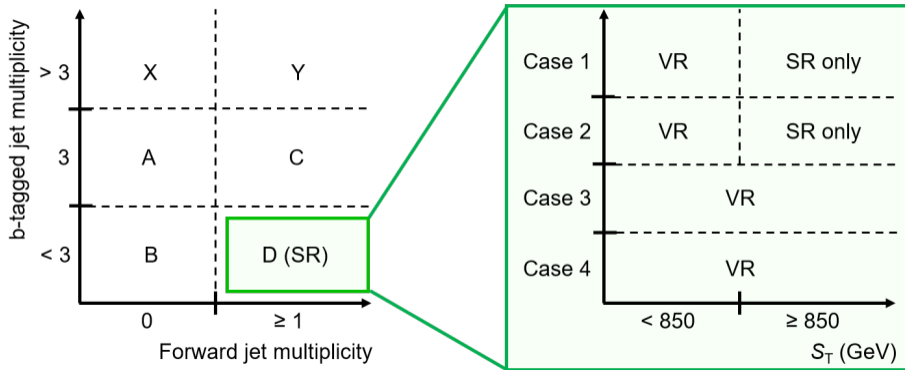 b-tagged jet multiplicity
> 3
X
Y
3
A
C
< 3
B
D (SR)
0
≥ 1
Forward jet multiplicity
Case 1
VR
SR only
Case 2
VR
SR only
Case 3
VR
Case 4
VR
< 850
≥ 850
S_T (GeV)